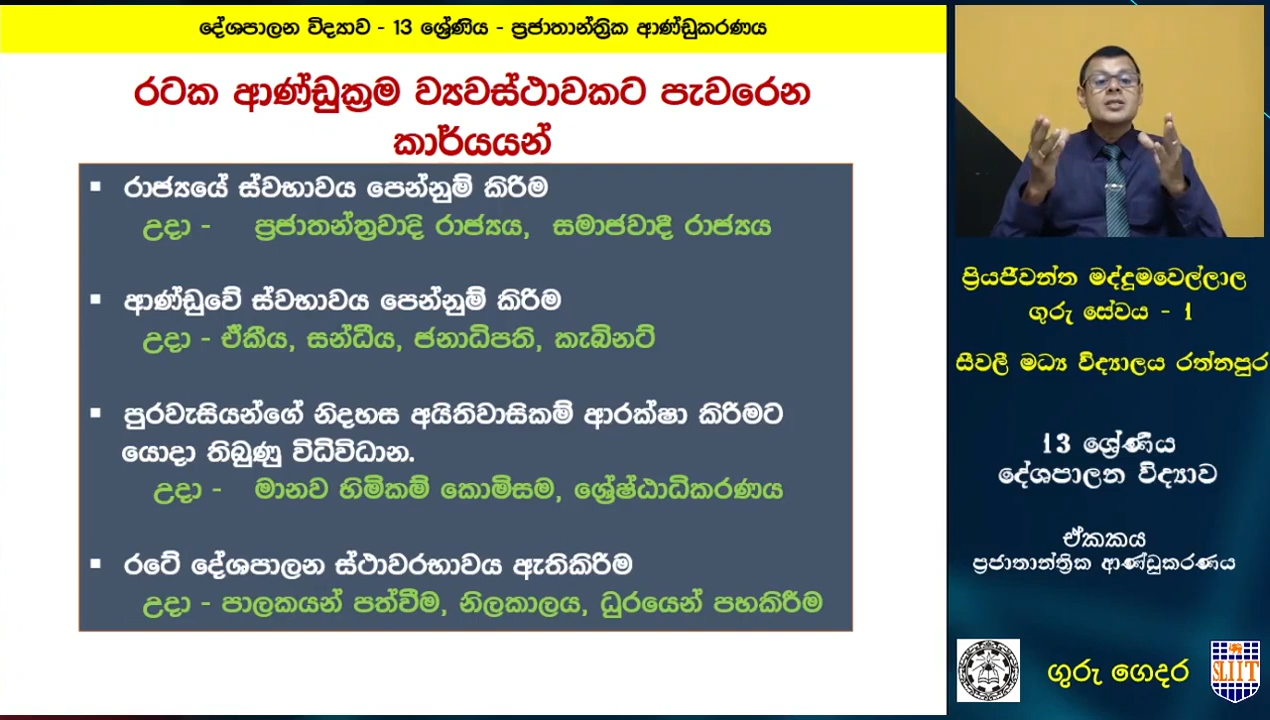 දේශපාලන විද්‍යාව - 13 ශ්‍රේණිය - ප්‍රජාතාන්ත්‍රික ආණ්ඩුකරණය
රටක ආණ්ඩුක්‍රම ව්‍යවස්ථාවකට පැවරෙන
කාර්යයන්
▪ රාජ්‍යයේ ස්වභාවය පෙන්නුම් කිරිම
උදා - ප්‍රජාතන්ත්‍රවාදි රාජ්‍යය, සමාජවාදී රාජ්‍යය
▪ ආණ්ඩුවේ ස්වභාවය පෙන්නුම් කිරිම
උදා - ඒකීය, සන්ධීය, ජනාධිපති, කැබිනට්
▪ පුරවැසියන්ගේ නිදහස අයිතිවාසිකම් ආරක්ෂා කිරිමට
යොදා තිබුණු විධිවිධාන.
උදා - මානව හිමිකම් කොමිසම, ශ්‍රේෂ්ඨාධිකරණය
▪ රටේ දේශපාලන ස්ථාවරභාවය ඇතිකිරිම
උදා - පාලකයන් පත්වීම, නිලකාලය, ධුරයෙන් පහකිරීම
ප්‍රියජීවන්ත මද්දූමවෙල්ලාල
ගුරු සේවය - 1
සීවලී මධ්‍ය විද්‍යාලය රත්නපුර
13 ශ්‍රේණිය
දේශපාලන විද්‍යාව
ඒකකය
ප්‍රජාතාන්ත්‍රික ආණ්ඩුකරණය
ගුරු ගෙදර
SLIIT